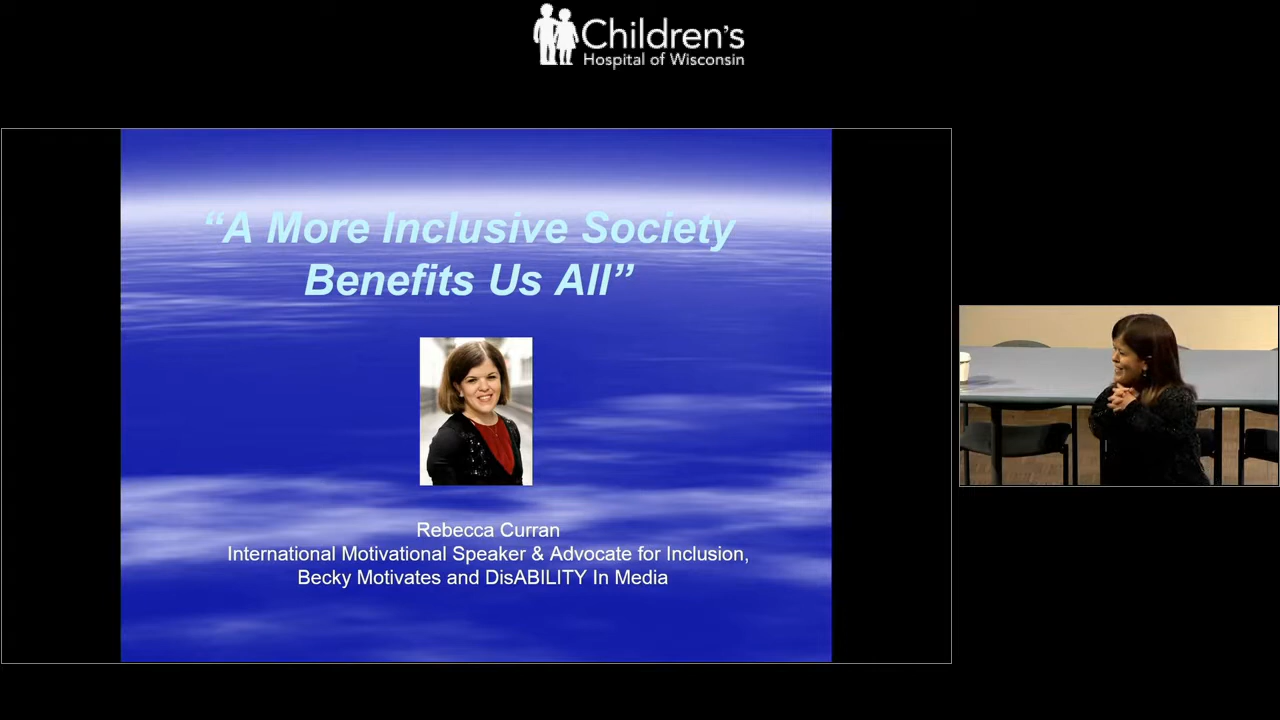 Children's
Hospital of Wisconsin
“A More Inclusive Society
Benefits Us All”
Rebecca Curran
International Motivational Speaker & Advocate for Inclusion,
Becky Motivates and DisABILITY In Media